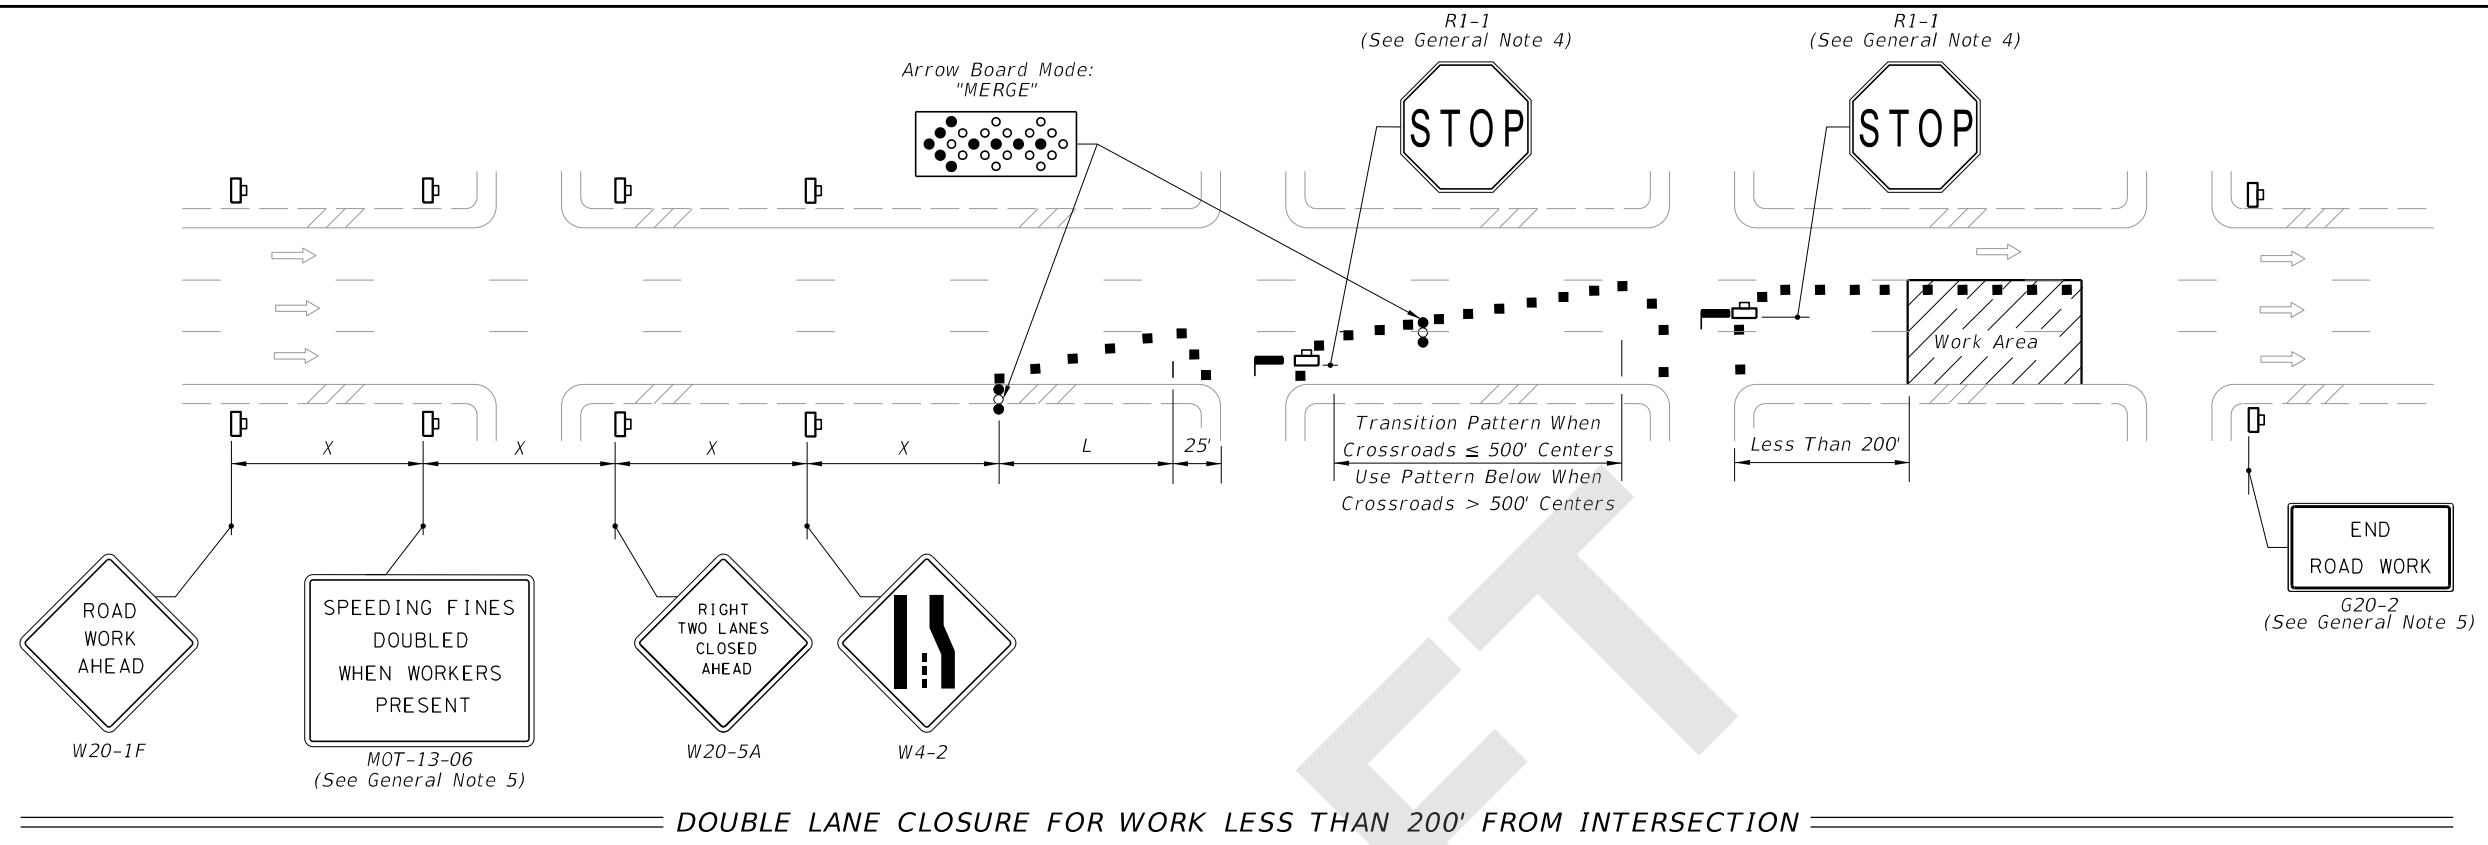 R1-1
(See General Note 4)
STOP
R1-1
(See General Note 4)
STOP
Arrow Board Mode:
"MERGE"
Work Area
X
X
X
X
L
25'
Transition Pattern When
Crossroads ≤ 500' Centers
Use Pattern Below When
Crossroads > 500' Centers
Less Than 200'
ROAD
WORK
AHEAD
W20-1F
SPEEDING FINES
DOUBLED
WHEN WORKERS
PRESENT
MOT-13-06
(See General Note 5)
RIGHT
TWO LANES
CLOSED
AHEAD
W20-5A
W4-2
END
ROAD WORK
G20-2
(See General Note 5)
DOUBLE LANE CLOSURE FOR WORK LESS THAN 200' FROM INTERSECTION
FT